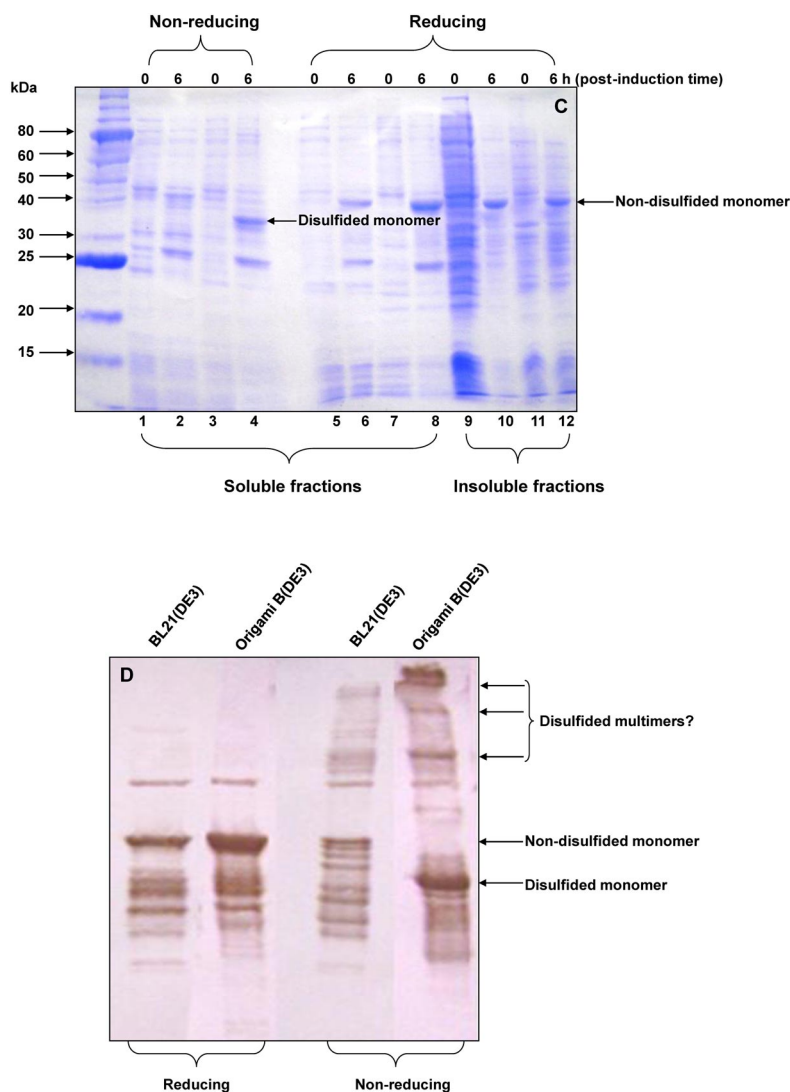 Non-reducing Reducing
0 6 0 6 0 6 0 6 0 6 0 6 h (post-induction time)
kDa
C
80
60
50
40 Non-disulfided monomer
Disulfided monomer
30
25
20
15
1 2 3 4 5 6 7 8 9 10 11 12
Soluble fractions Insoluble fractions
BL21(DE3) Origami B(DE3) BL21(DE3) Origami B(DE3)
D
Disulfided multimers?
Non-disulfided monomer
Disulfided monomer
Reducing Non-reducing